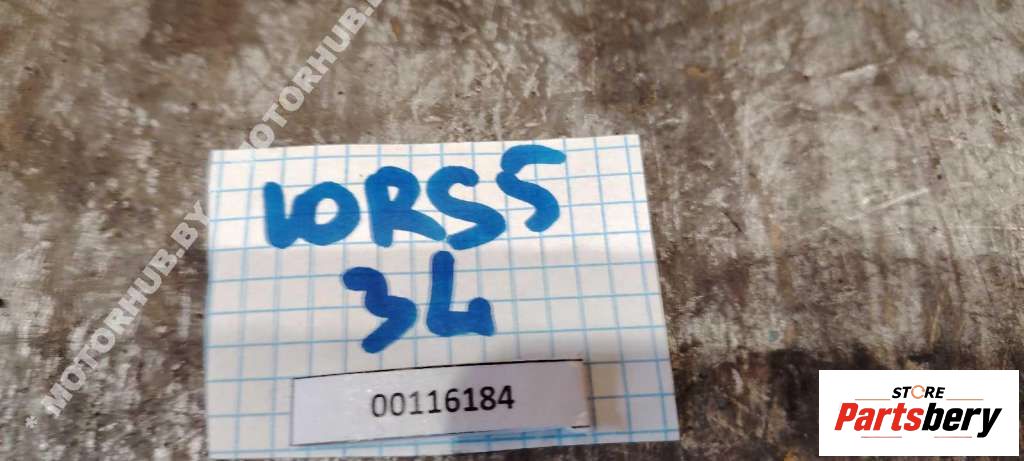 MOTORHUB.BY
* MOTORHUB.BY
10RS5
34
00116184
STORE
Partsbery